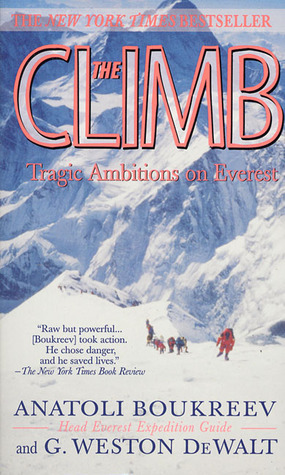 THE NEW YORK TIMES BESTSELLER
THE
CLIMB
Tragic Ambitions on Everest
"Raw but powerful...
[Boukreev] took action.
He chose danger,
and he saved lives."
—The New York Times Book Review
ANATOLI BOUKREEV
Head Everest Expedition Guide
and G. WESTON DEWALT